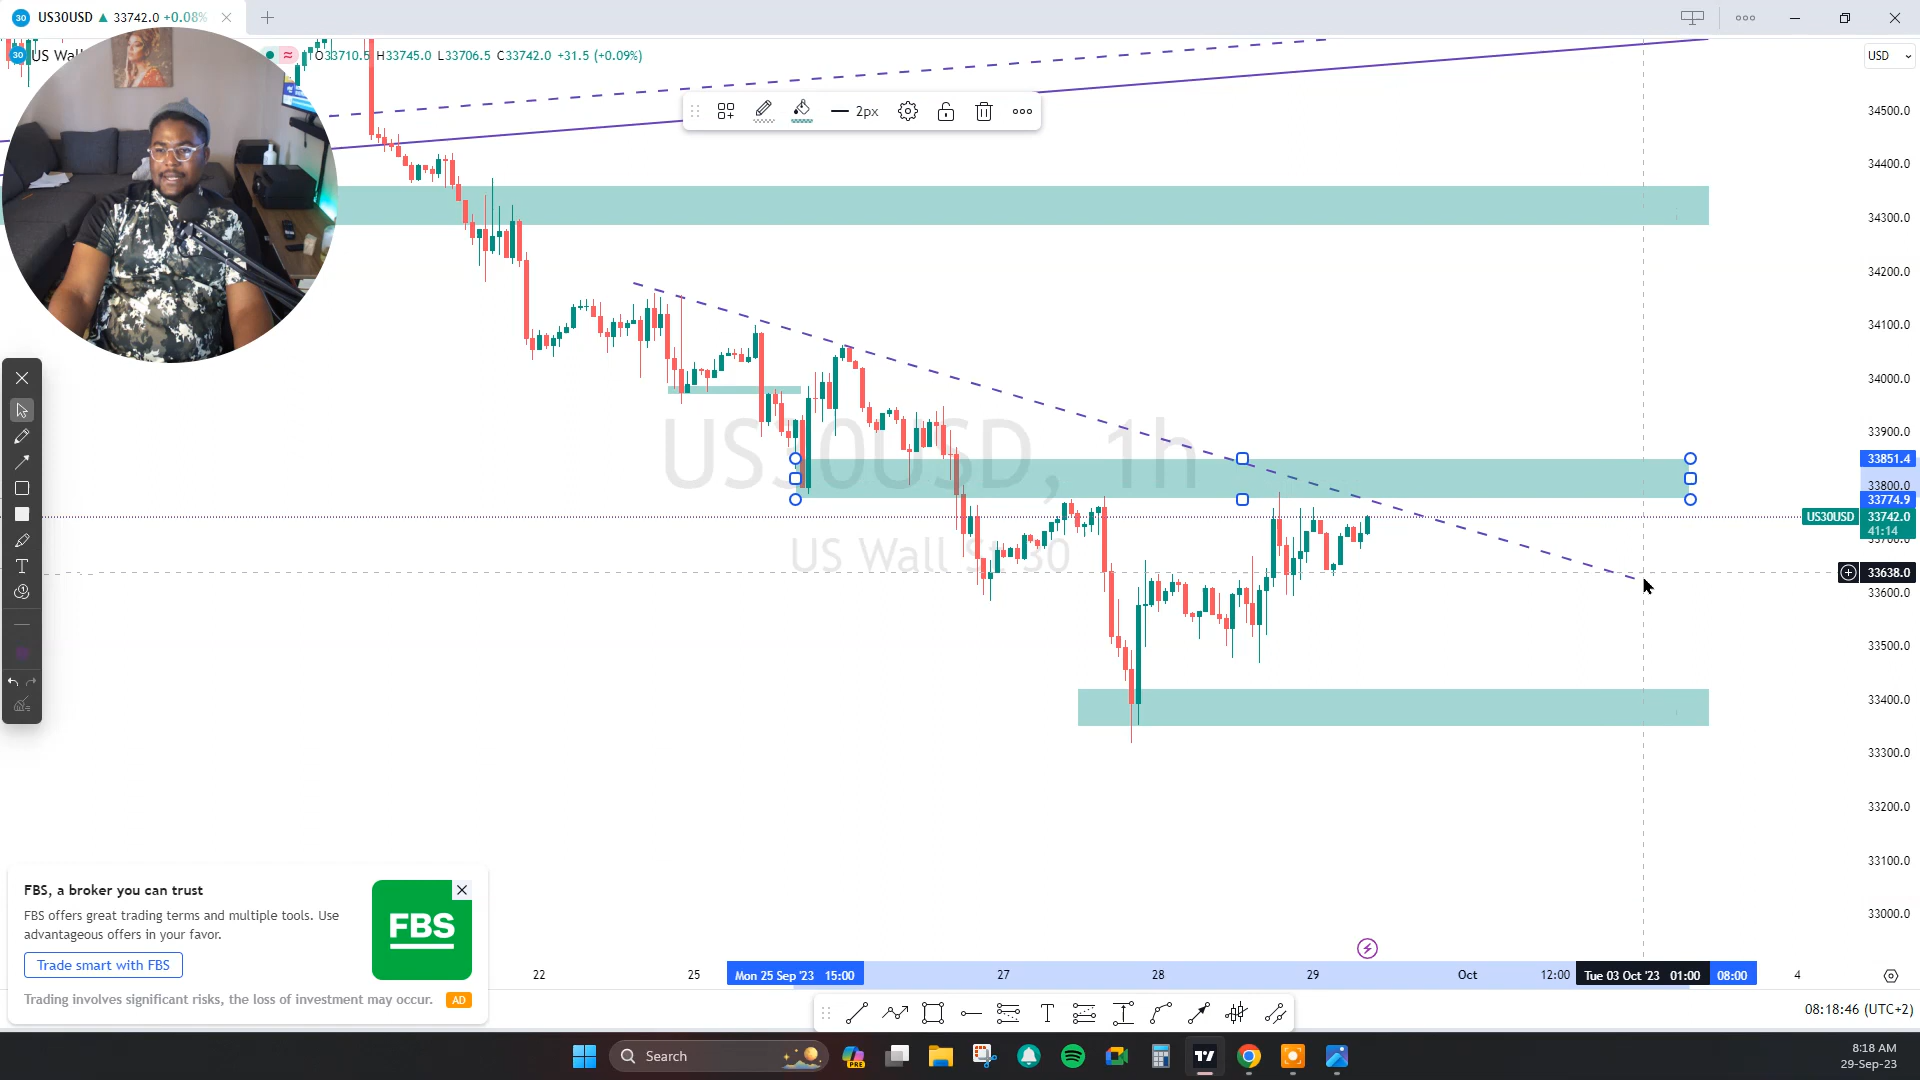 30 US30USD ▲ 33742.0 +0.08%
30 US Wal
O33710.5 H33745.0 L33706.5 C33742.0 +31.5 (+0.09%)
USD
2px
34500.0
34400.0
34300.0
34200.0
34100.0
34000.0
33900.0
33851.4
33800.0
33774.9
US30USD 33742.0
41:14
33700.0
33638.0
33600.0
33500.0
33400.0
33300.0
33200.0
33100.0
33000.0
US30USD, 1h
US Wall St 30
T
FBS, a broker you can trust
FBS offers great trading terms and multiple tools. Use
advantageous offers in your favor.
Trade smart with FBS
Trading involves significant risks, the loss of investment may occur. AD
FBS
22 25 Mon 25 Sep '23 15:00 27 28 29 Oct 12:00 Tue 03 Oct '23 01:00 08:00 4
T
08:18:46 (UTC+2)
Search
PRE
8:18 AM
29-Sep-23